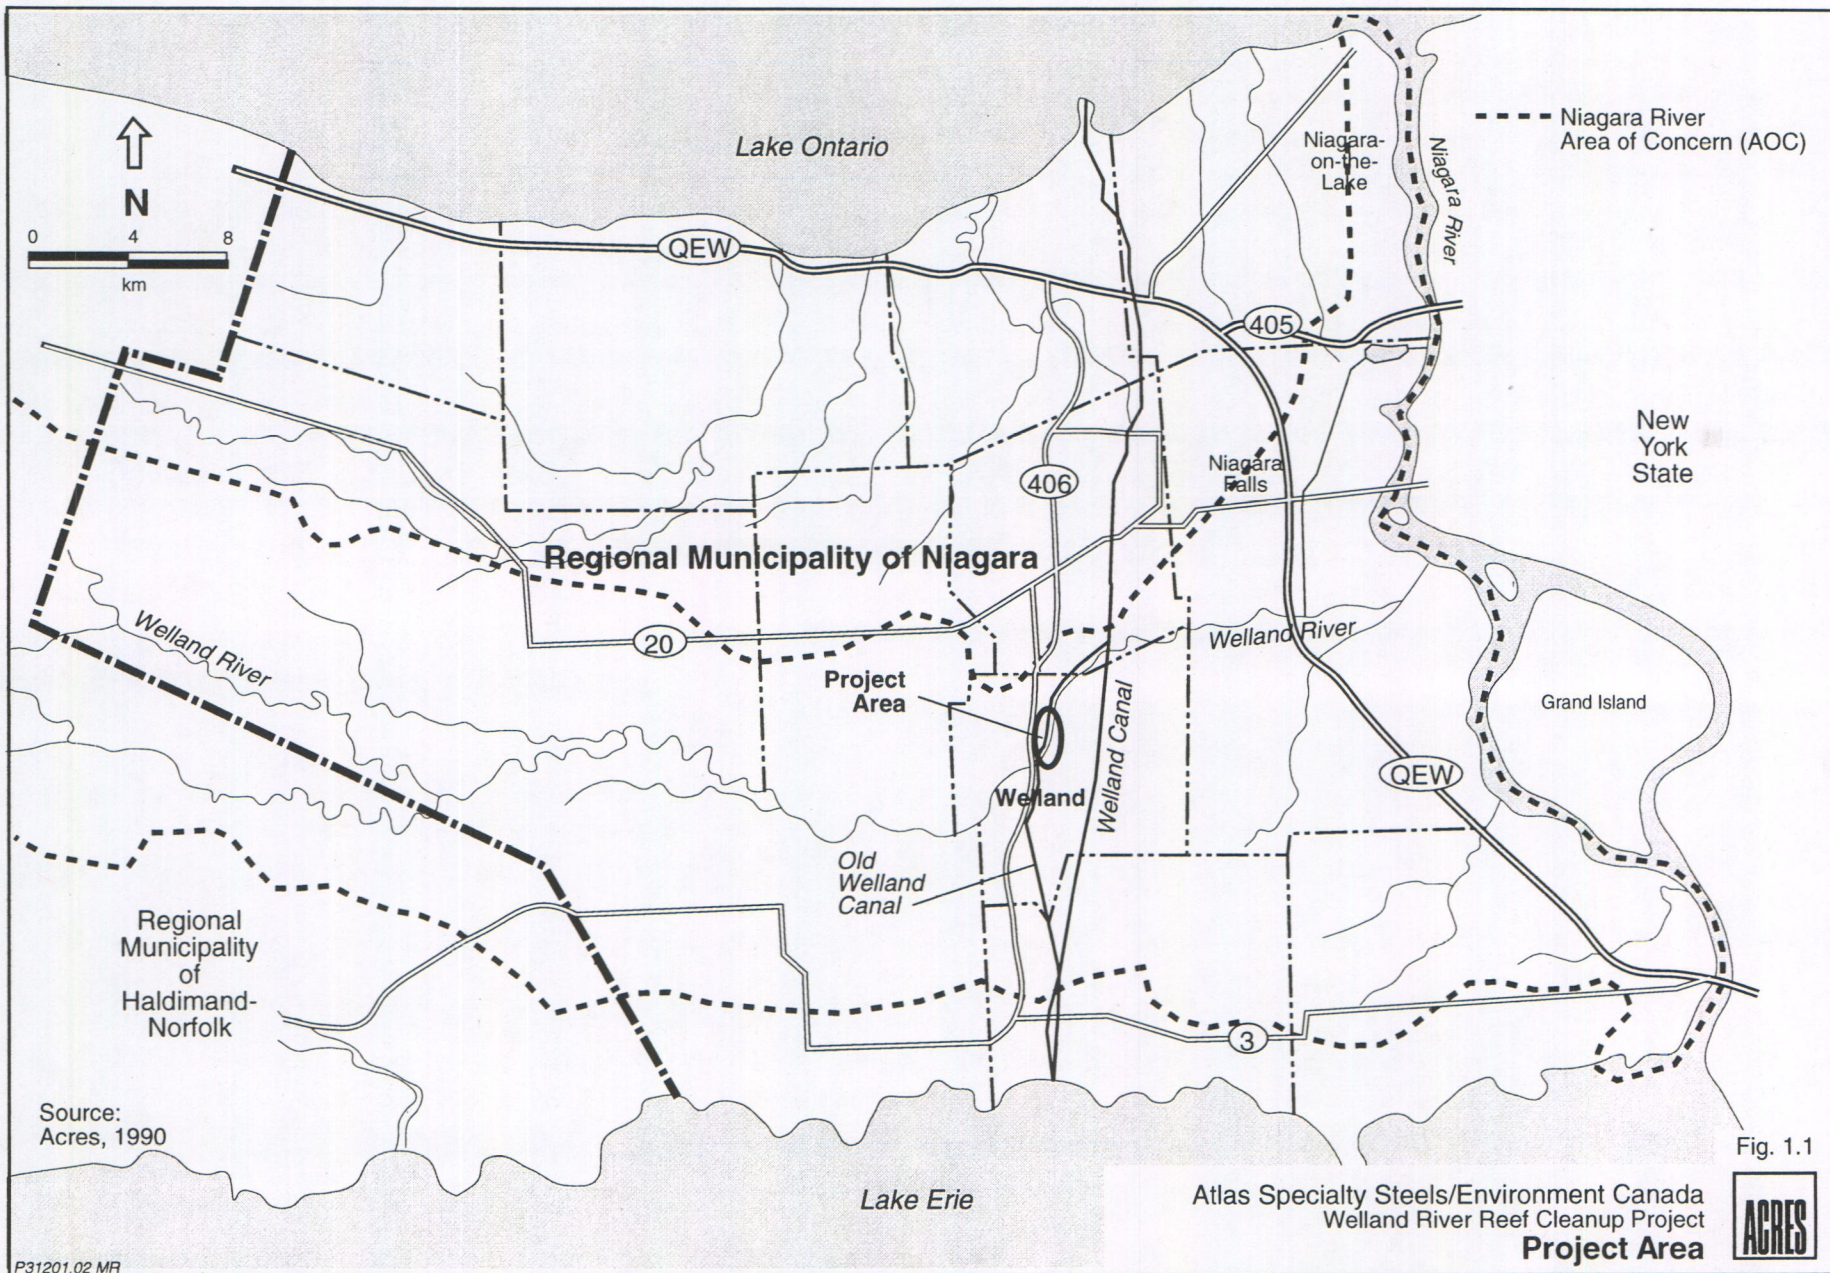 Lake Ontario
Niagara River
Area of Concern (AOC)
Niagara-
on-the-
Lake
Niagara River
N
0 4 8
km
QEW
405
New
York
State
406
Niagara
Falls
Regional Municipality of Niagara
Welland River
20
Welland River
Project
Area
Grand Island
Welland Canal
QEW
Welland
Old
Welland
Canal
Regional
Municipality
of
Haldimand-
Norfolk
3
Source:
Acres, 1990
Fig. 1.1
Lake Erie
Atlas Specialty Steels/Environment Canada
Welland River Reef Cleanup Project
Project Area
ACRES
P31201.02 MR